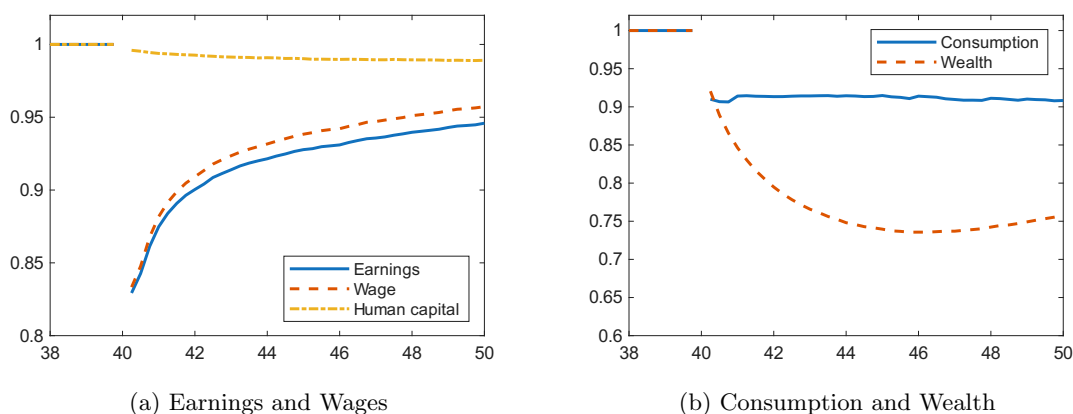 1
0.95
0.9
0.85
0.8
38 40 42 44 46 48 50
Earnings
Wage
Human capital
(a) Earnings and Wages
1
0.95
0.9
0.85
0.8
0.75
0.7
0.65
0.6
38 40 42 44 46 48 50
Consumption
Wealth
(b) Consumption and Wealth